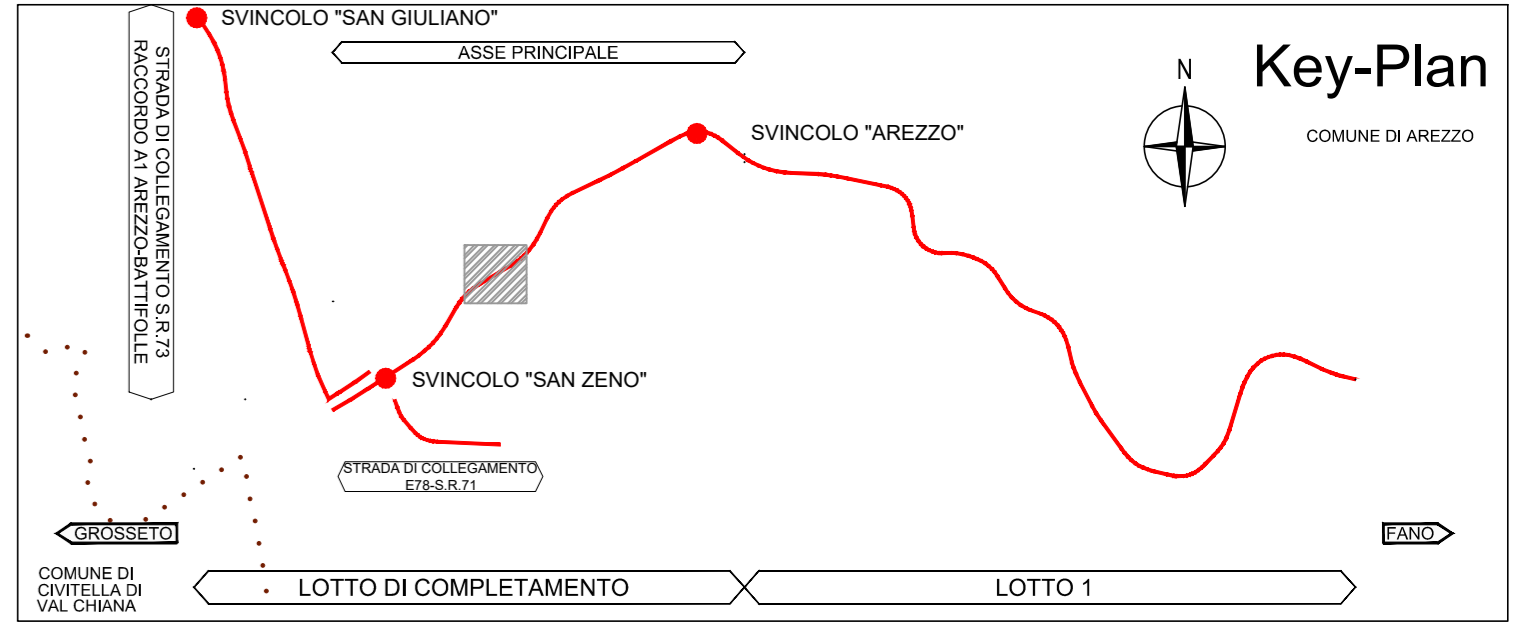 SVINCOLO "SAN GIULIANO"
STRADA DI COLLEGAMENTO S.R.73
RACCORDO A1 AREZZO-BATTIFOLLE
ASSE PRINCIPALE
N
Key-Plan
COMUNE DI AREZZO
SVINCOLO "AREZZO"
SVINCOLO "SAN ZENO"
STRADA DI COLLEGAMENTO
E78-S.R.71
GROSSETO
FANO
COMUNE DI
CIVITELLA DI
VAL CHIANA
LOTTO DI COMPLETAMENTO
LOTTO 1